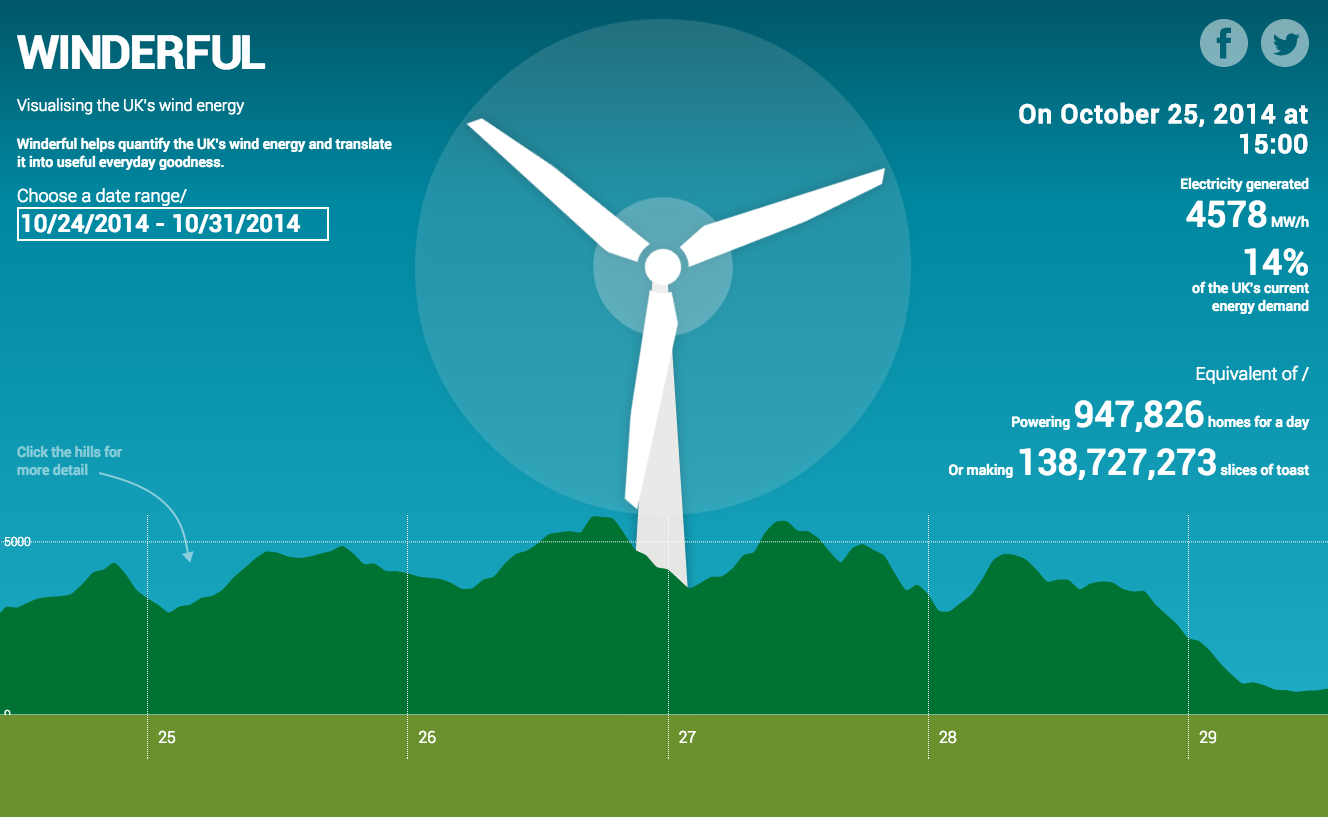 WINDERFUL
Visualising the UK's wind energy
Winderful helps quantify the UK's wind energy and translate
it into useful everyday goodness.
Choose a date range/
10/24/2014 - 10/31/2014
On October 25, 2014 at
15:00
Electricity generated
4578 MW/h
14%
of the UK's current
energy demand
Equivalent of /
Powering 947,826 homes for a day
Or making 138,727,273 slices of toast
Click the hills for
more detail
5000
0
25 26 27 28 29